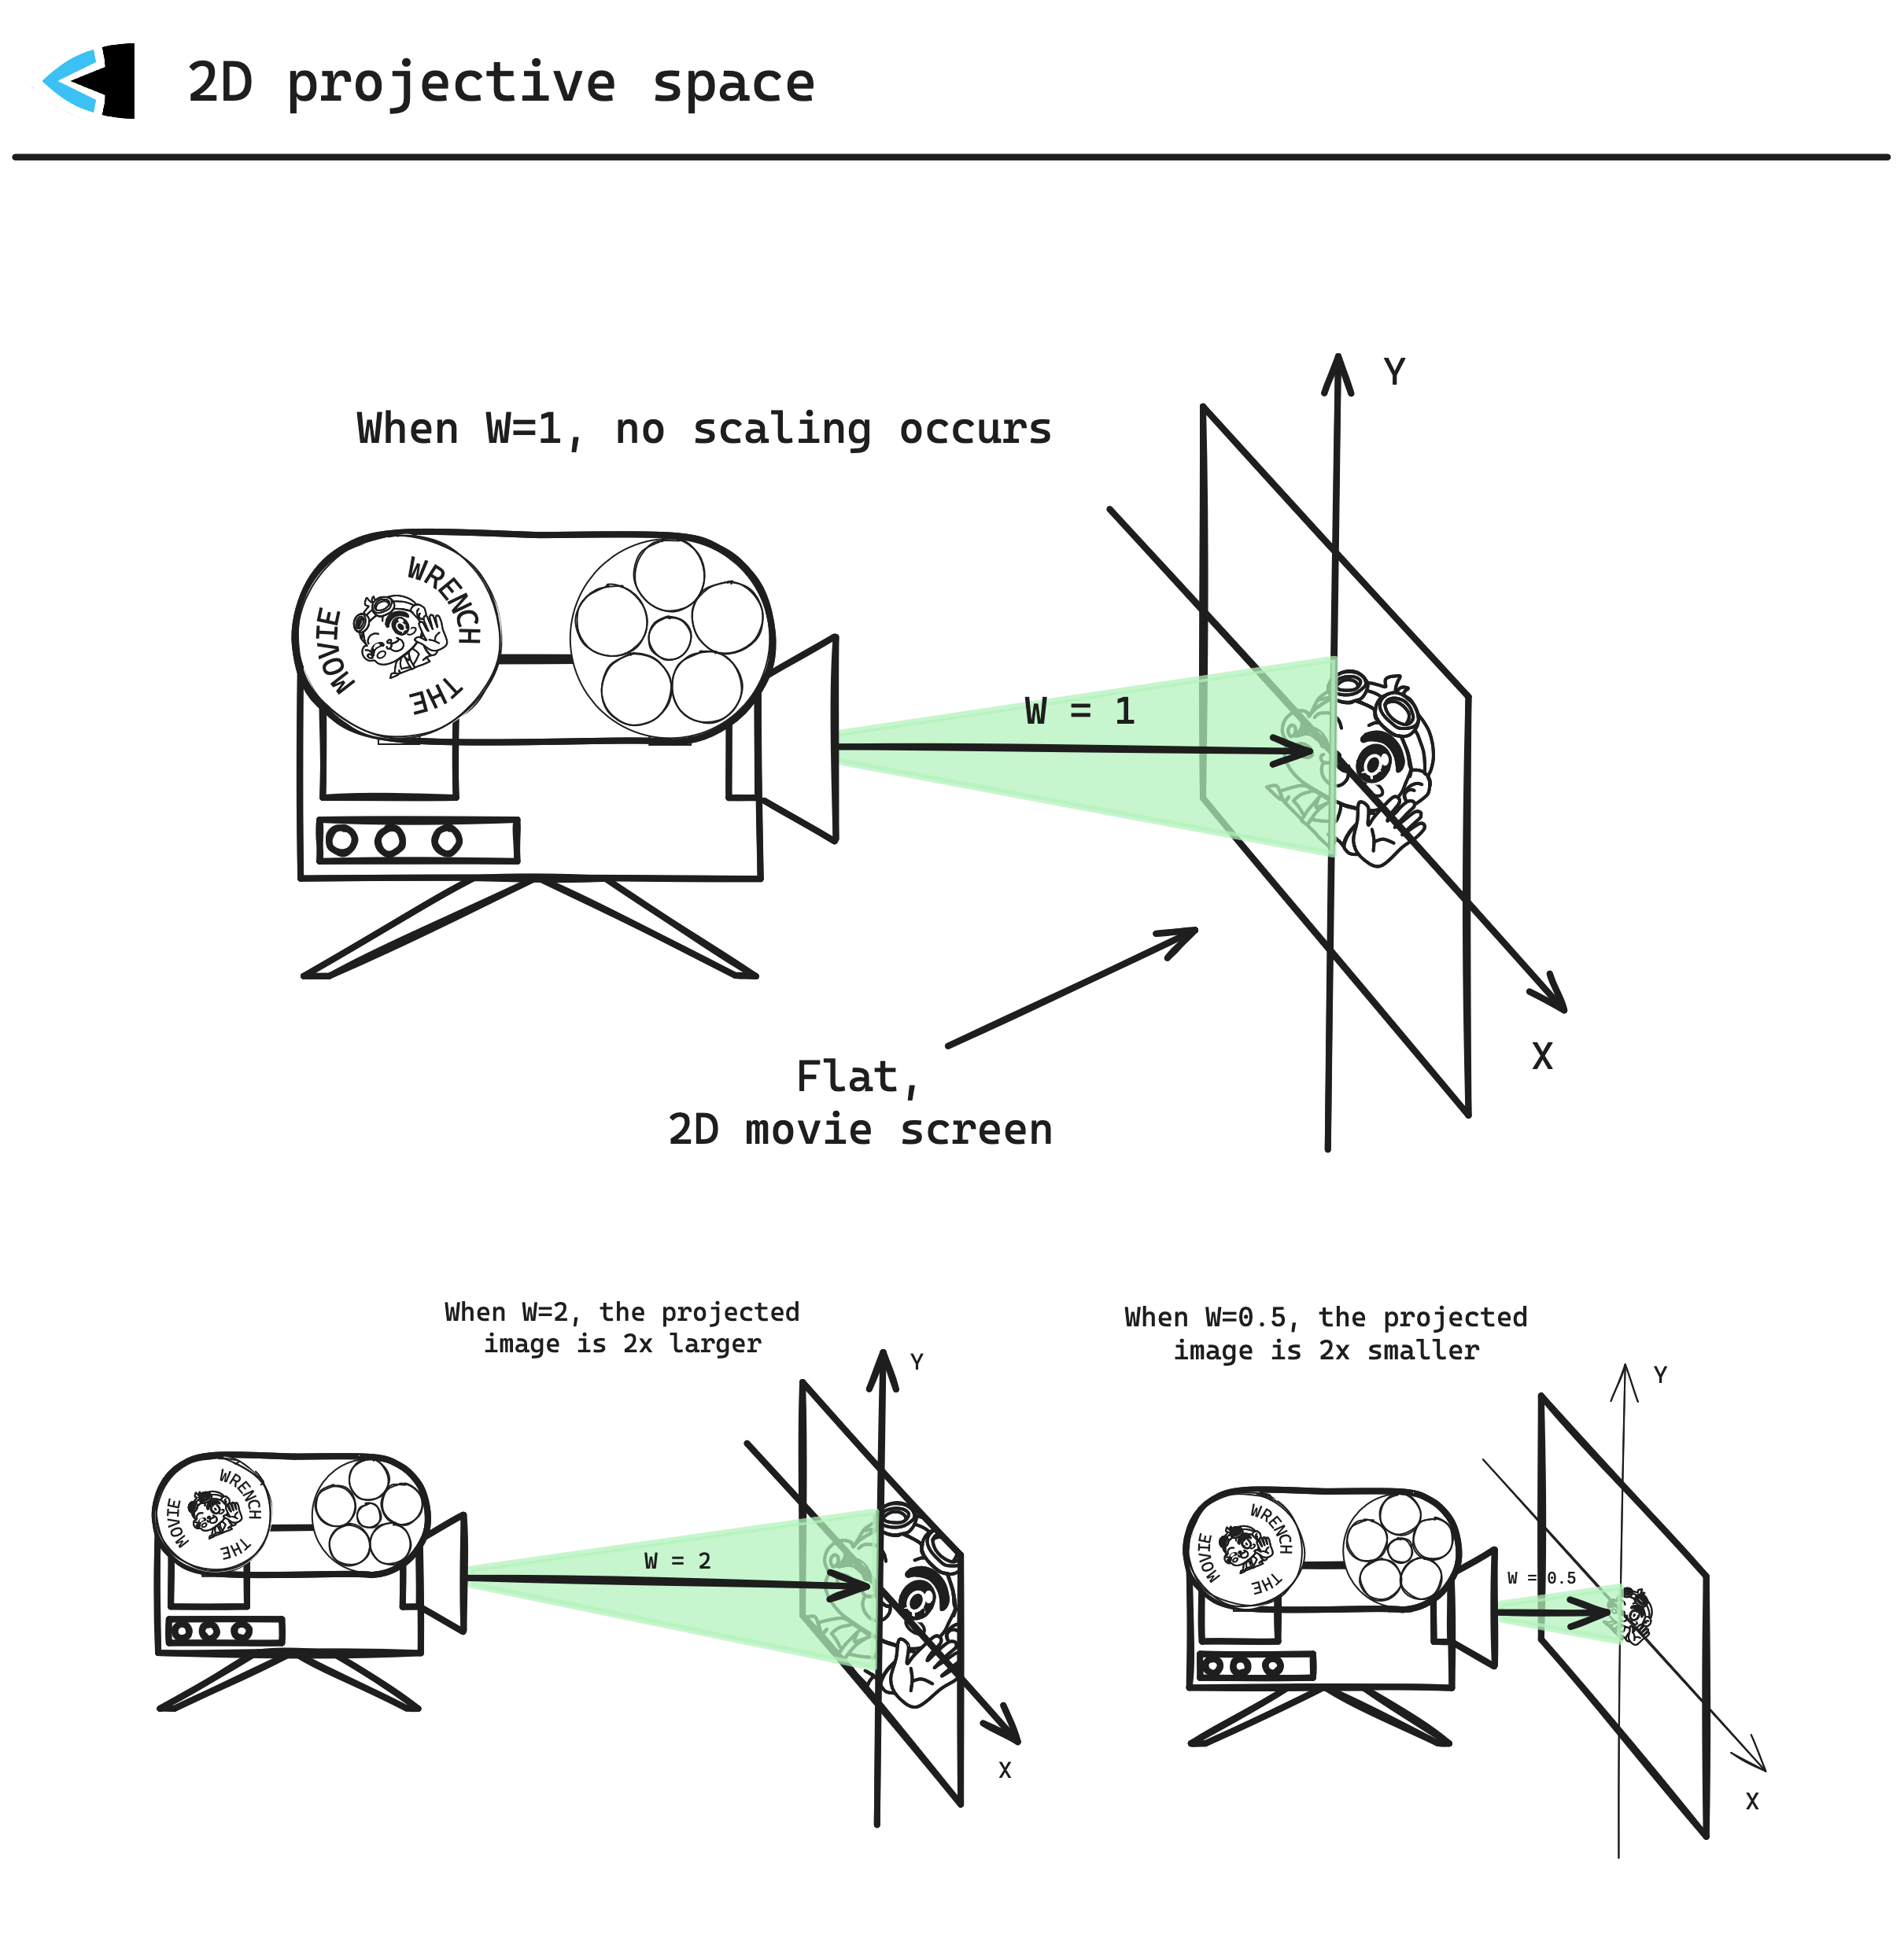 2D projective space
When W=1, no scaling occurs
Y
THE
MOVIE
WRENCH
W = 1
X
Flat,
2D movie screen
When W=2, the projected
image is 2x larger
Y
THE
MOVIE
WRENCH
W = 2
X
When W=0.5, the projected
image is 2x smaller
Y
THE
MOVIE
WRENCH
W = 0.5
X